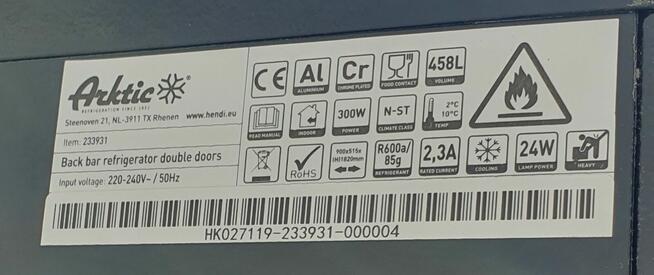 Arktic®
REFRIGERATION SINCE 1952
Steenoven 21, NL-3911 TX Rhenen www.hendi.eu
Item: 233931
Back bar refrigerator double doors
Input voltage: 220-240V~ / 50Hz
CE
Al
ALUMINIUM
Cr
CHROME PLATED
FOOD CONTACT
458L
VOLUME
READ MANUAL
INDOOR
300W
POWER
N-ST
CLIMATE CLASS
2°C
10°C
TEMP
RoHS
900x515x
(H)1820mm
R600a/
85g
REFRIGERANT
2,3A
RATED CURRENT
COOLING
24W
LAMP POWER
HEAVY
HK027119-233931-000004